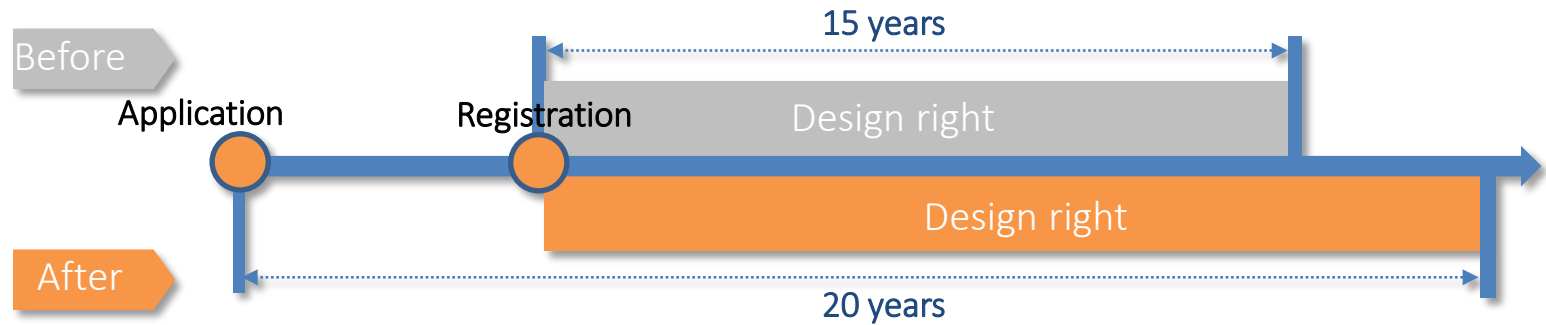 15 years
Before
Application
Registration
Design right
Design right
After
20 years